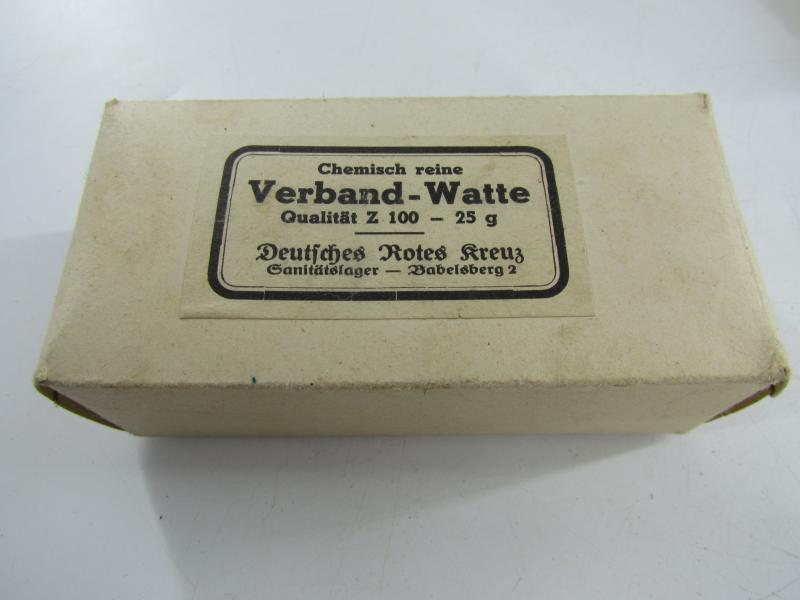 Chemisch reine
Verband-Watte
Qualität Z 100 – 25 g
Deutsches Rotes Kreuz
Sanitätslager — Babelsberg 2